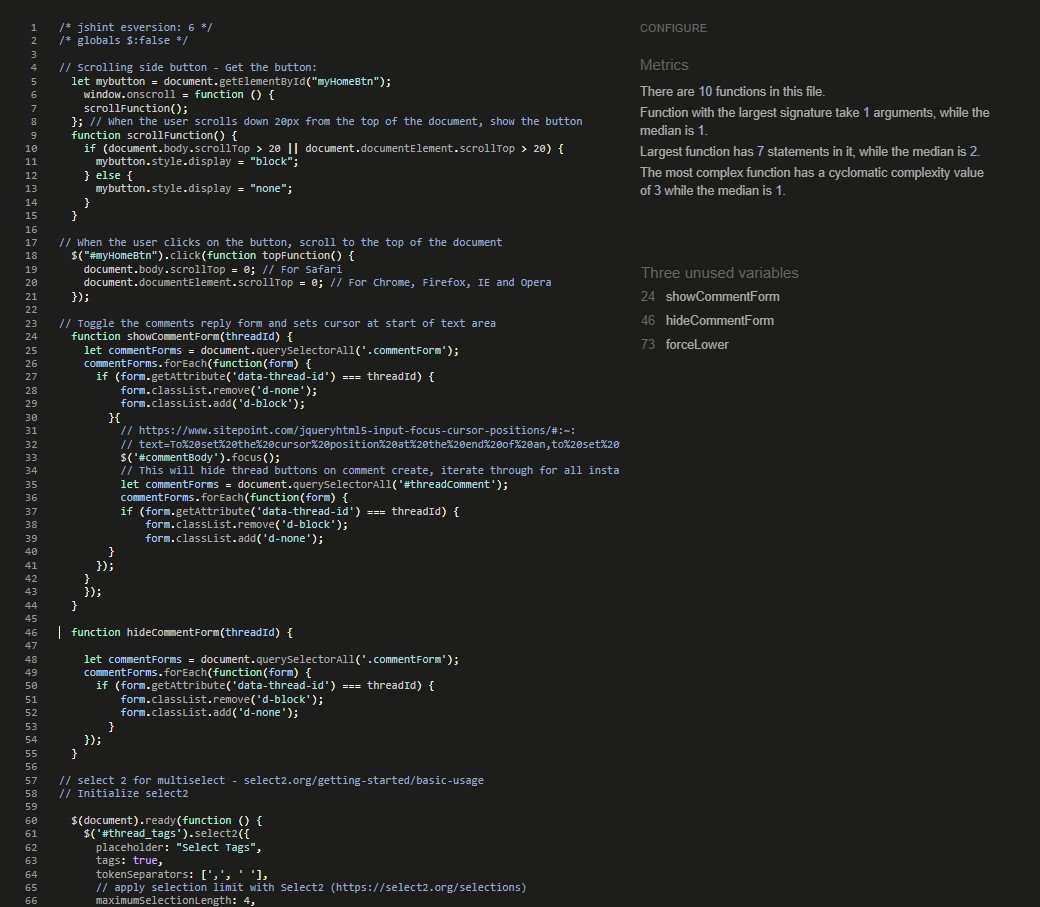 1 /* jshint esversion: 6 */
2 /* globals $:false */
3
4 // Scrolling side button - Get the button:
5 let mybutton = document.getElementById("myHomeBtn");
6 window.onscroll = function () {
7 scrollFunction();
8 }; // When the user scrolls down 20px from the top of the document, show the button
9 function scrollFunction() {
10 if (document.body.scrollTop > 20 || document.documentElement.scrollTop > 20) {
11 mybutton.style.display = "block";
12 } else {
13 mybutton.style.display = "none";
14 }
15 }
16
17 // When the user clicks on the button, scroll to the top of the document
18 $("#myHomeBtn").click(function topFunction() {
19 document.body.scrollTop = 0; // For Safari
20 document.documentElement.scrollTop = 0; // For Chrome, Firefox, IE and Opera
21 });
22
23 // Toggle the comments reply form and sets cursor at start of text area
24 function showCommentForm(threadId) {
25 let commentForms = document.querySelectorAll('.commentForm');
26 commentForms.forEach(function(form) {
27 if (form.getAttribute('data-thread-id') === threadId) {
28 form.classList.remove('d-none');
29 form.classList.add('d-block');
30 }{
31 // https://www.sitepoint.com/jqueryhtml5-input-focus-cursor-positions/#:~:
32 // text=To%20set%20the%20cursor%20position%20at%20the%20end%20of%20an,to%20set%20
33 $('#commentBody').focus();
34 // This will hide thread buttons on comment create, iterate through for all insta
35 let commentForms = document.querySelectorAll('#threadComment');
36 commentForms.forEach(function(form) {
37 if (form.getAttribute('data-thread-id') === threadId) {
38 form.classList.remove('d-block');
39 form.classList.add('d-none');
40 }
41 });
42 }
43 });
44 }
45
46 function hideCommentForm(threadId) {
47
48 let commentForms = document.querySelectorAll('.commentForm');
49 commentForms.forEach(function(form) {
50 if (form.getAttribute('data-thread-id') === threadId) {
51 form.classList.remove('d-block');
52 form.classList.add('d-none');
53 }
54 });
55 }
56
57 // select 2 for multiselect - select2.org/getting-started/basic-usage
58 // Initialize select2
59
60 $(document).ready(function () {
61 $('#thread_tags').select2({
62 placeholder: "Select Tags",
63 tags: true,
64 tokenSeparators: [',', ' '],
65 // apply selection limit with Select2 (https://select2.org/selections)
66 maximumSelectionLength: 4,
CONFIGURE
Metrics
There are 10 functions in this file.
Function with the largest signature take 1 arguments, while the
median is 1.
Largest function has 7 statements in it, while the median is 2.
The most complex function has a cyclomatic complexity value
of 3 while the median is 1.
Three unused variables
24 showCommentForm
46 hideCommentForm
73 forceLower